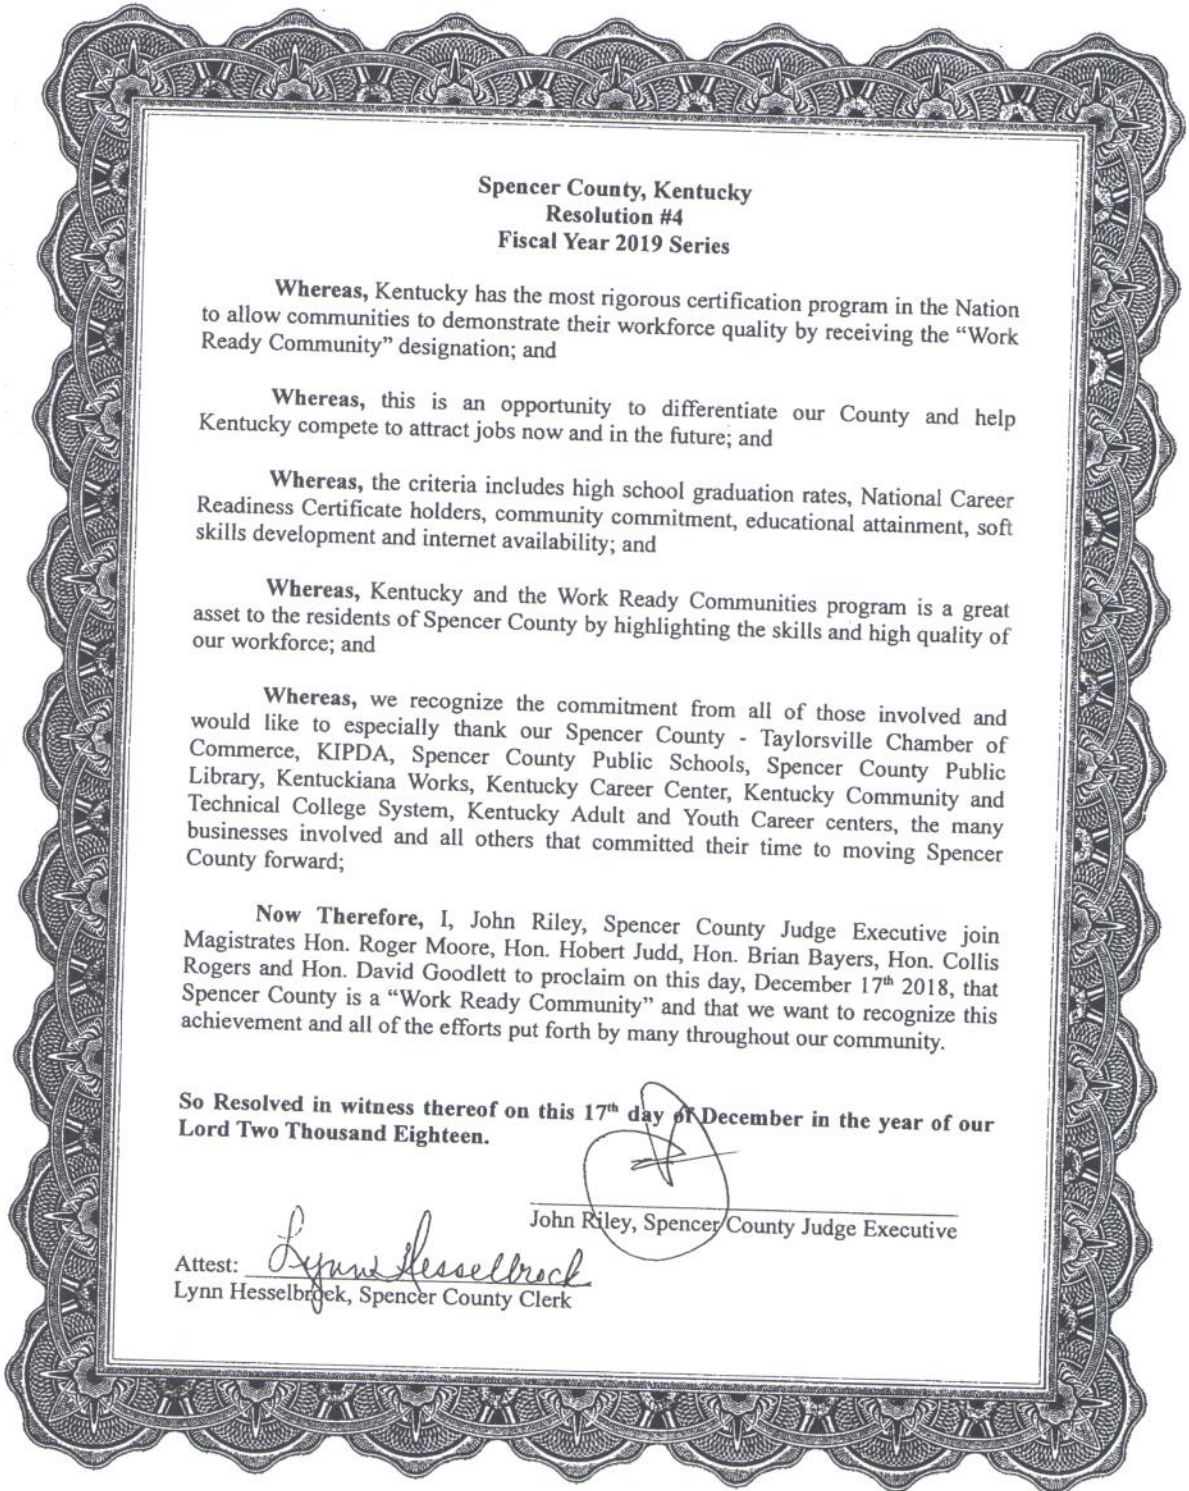 Spencer County, Kentucky
Resolution #4
Fiscal Year 2019 Series
Whereas, Kentucky has the most rigorous certification program in the Nation
to allow communities to demonstrate their workforce quality by receiving the “Work
Ready Community” designation; and
Whereas, this is an opportunity to differentiate our County and help
Kentucky compete to attract jobs now and in the future; and
Whereas, the criteria includes high school graduation rates, National Career
Readiness Certificate holders, community commitment, educational attainment, soft
skills development and internet availability; and
Whereas, Kentucky and the Work Ready Communities program is a great
asset to the residents of Spencer County by highlighting the skills and high quality of
our workforce; and
Whereas, we recognize the commitment from all of those involved and
would like to especially thank our Spencer County - Taylorsville Chamber of
Commerce, KIPDA, Spencer County Public Schools, Spencer County Public
Library, Kentuckiana Works, Kentucky Career Center, Kentucky Community and
Technical College System, Kentucky Adult and Youth Career centers, the many
businesses involved and all others that committed their time to moving Spencer
County forward;
Now Therefore, I, John Riley, Spencer County Judge Executive join
Magistrates Hon. Roger Moore, Hon. Hobert Judd, Hon. Brian Bayers, Hon. Collis
Rogers and Hon. David Goodlett to proclaim on this day, December 17th 2018, that
Spencer County is a “Work Ready Community” and that we want to recognize this
achievement and all of the efforts put forth by many throughout our community.
So Resolved in witness thereof on this 17th day of December in the year of our
Lord Two Thousand Eighteen.
John Riley, Spencer County Judge Executive
Attest: Lynn Hesselbrock
Lynn Hesselbrock, Spencer County Clerk